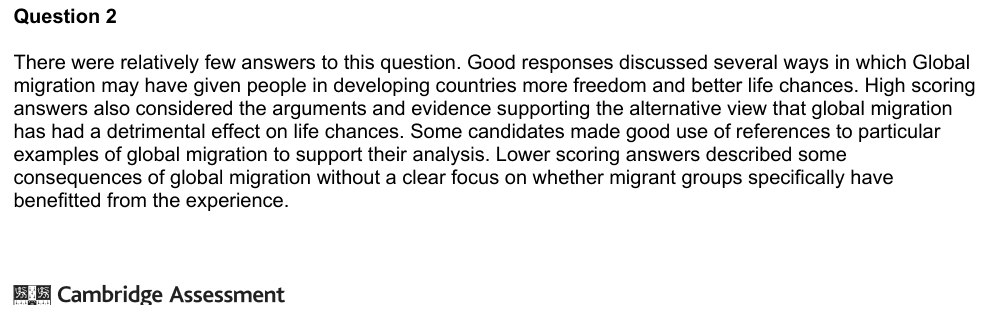 Question 2
There were relatively few answers to this question. Good responses discussed several ways in which Global
migration may have given people in developing countries more freedom and better life chances. High scoring
answers also considered the arguments and evidence supporting the alternative view that global migration
has had a detrimental effect on life chances. Some candidates made good use of references to particular
examples of global migration to support their analysis. Lower scoring answers described some
consequences of global migration without a clear focus on whether migrant groups specifically have
benefitted from the experience.
Cambridge Assessment